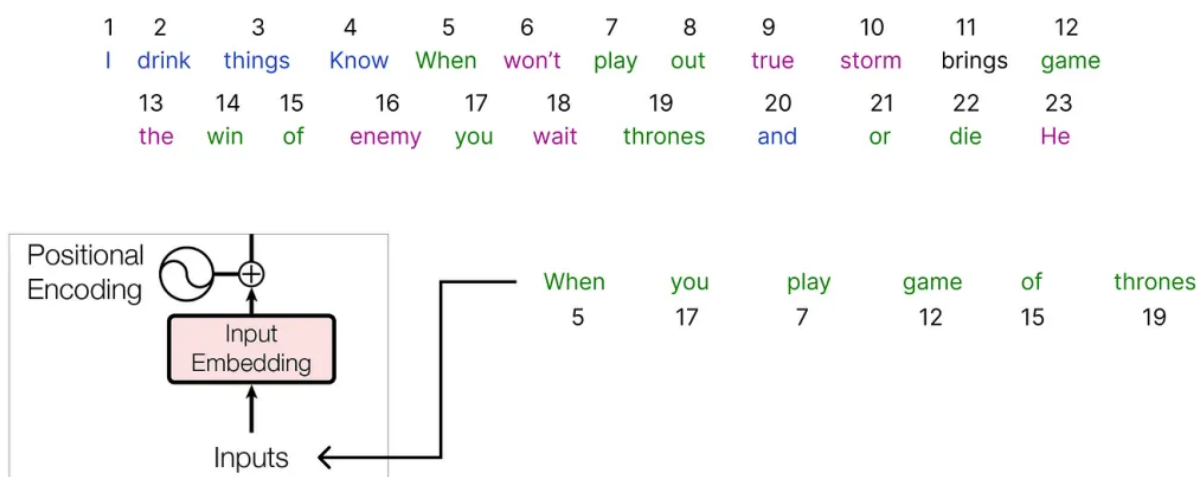 1 2 3 4 5 6 7 8 9 10 11 12
I drink things Know When won't play out true storm brings game
13 14 15 16 17 18 19 20 21 22 23
the win of enemy you wait thrones and or die He
Positional
Encoding
Input
Embedding
Inputs
When you play game of thrones
5 17 7 12 15 19